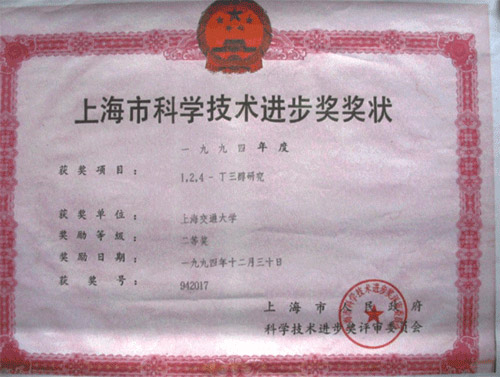 上海市科学技术进步奖奖状
一九九四年度
获奖项目： 1,2,4-丁三醇研究
获奖单位： 上海交通大学
奖励等级： 二等奖
奖励日期： 一九九四年十二月三十日
获奖号： 942017
上海市人民政府
科学技术进步奖评审委员会